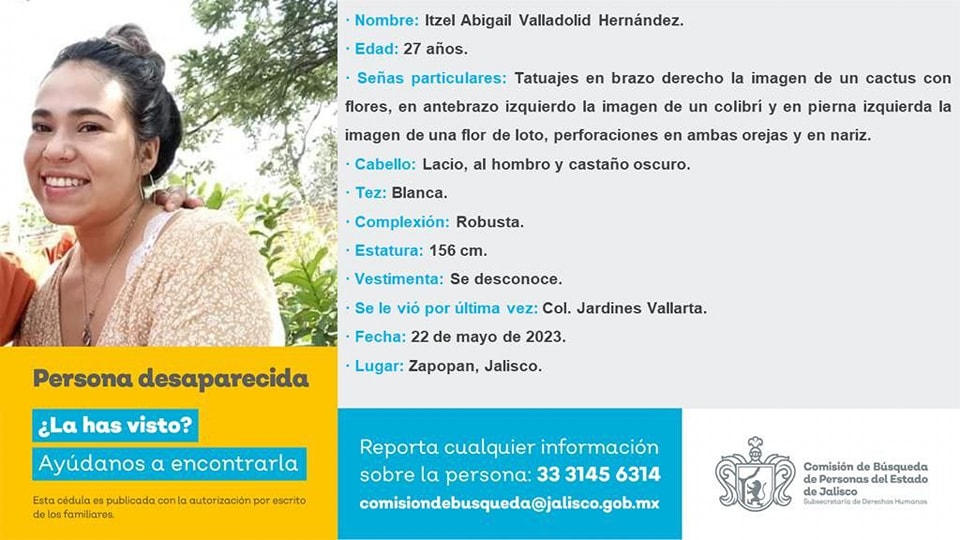 · Nombre: Itzel Abigail Valladolid Hernández.
· Edad: 27 años.
· Señas particulares: Tatuajes en brazo derecho la imagen de un cactus con
flores, en antebrazo izquierdo la imagen de un colibrí y en pierna izquierda la
imagen de una flor de loto, perforaciones en ambas orejas y en nariz.
· Cabello: Lacio, al hombro y castaño oscuro.
· Tez: Blanca.
· Complexión: Robusta.
· Estatura: 156 cm.
· Vestimenta: Se desconoce.
· Se le vió por última vez: Col. Jardines Vallarta.
· Fecha: 22 de mayo de 2023.
· Lugar: Zapopan, Jalisco.
Persona desaparecida
¿La has visto?
Ayúdanos a encontrarla
Esta cédula es publicada con la autorización por escrito
de los familiares.
Reporta cualquier información
sobre la persona: 33 3145 6314
comisiondebusqueda@jalisco.gob.mx
Comisión de Búsqueda
de Personas del Estado
de Jalisco
Subsecretaría de Derechos Humanos